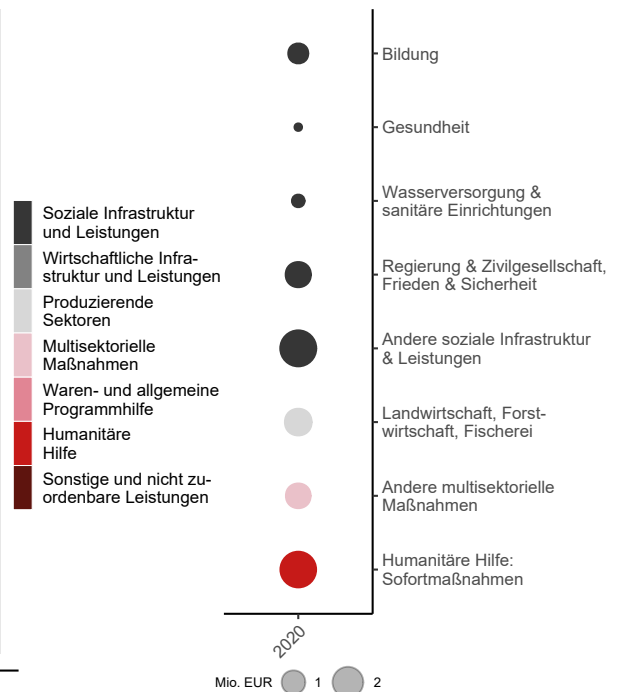 Soziale Infrastruktur
und Leistungen
Wirtschaftliche Infra-
struktur und Leistungen
Produzierende
Sektoren
Multisektorielle
Maßnahmen
Waren- und allgemeine
Programmhilfe
Humanitäre
Hilfe
Sonstige und nicht zu-
ordenbare Leistungen
Bildung
Gesundheit
Wasserversorgung &
sanitäre Einrichtungen
Regierung & Zivilgesellschaft,
Frieden & Sicherheit
Andere soziale Infrastruktur
& Leistungen
Landwirtschaft, Forst-
wirtschaft, Fischerei
Andere multisektorielle
Maßnahmen
Humanitäre Hilfe:
Sofortmaßnahmen
2020
Mio. EUR 1 2